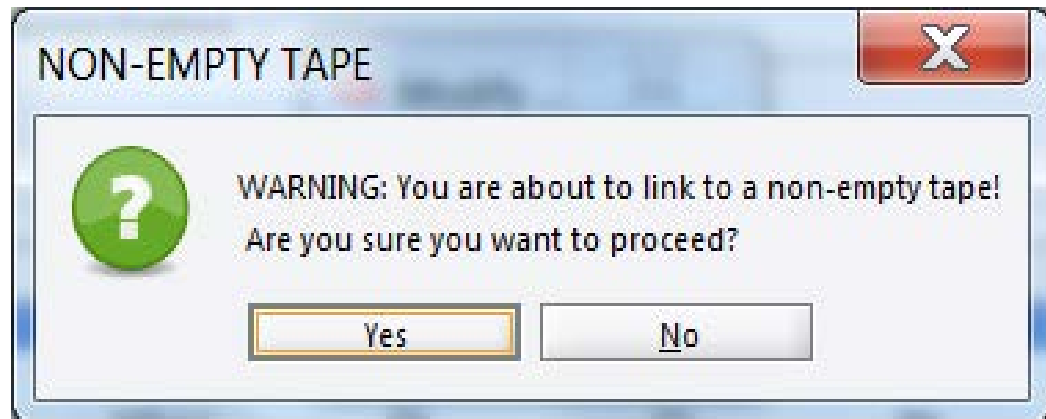 NON-EMPTY TAPE
WARNING: You are about to link to a non-empty tape!
Are you sure you want to proceed?
Yes
No